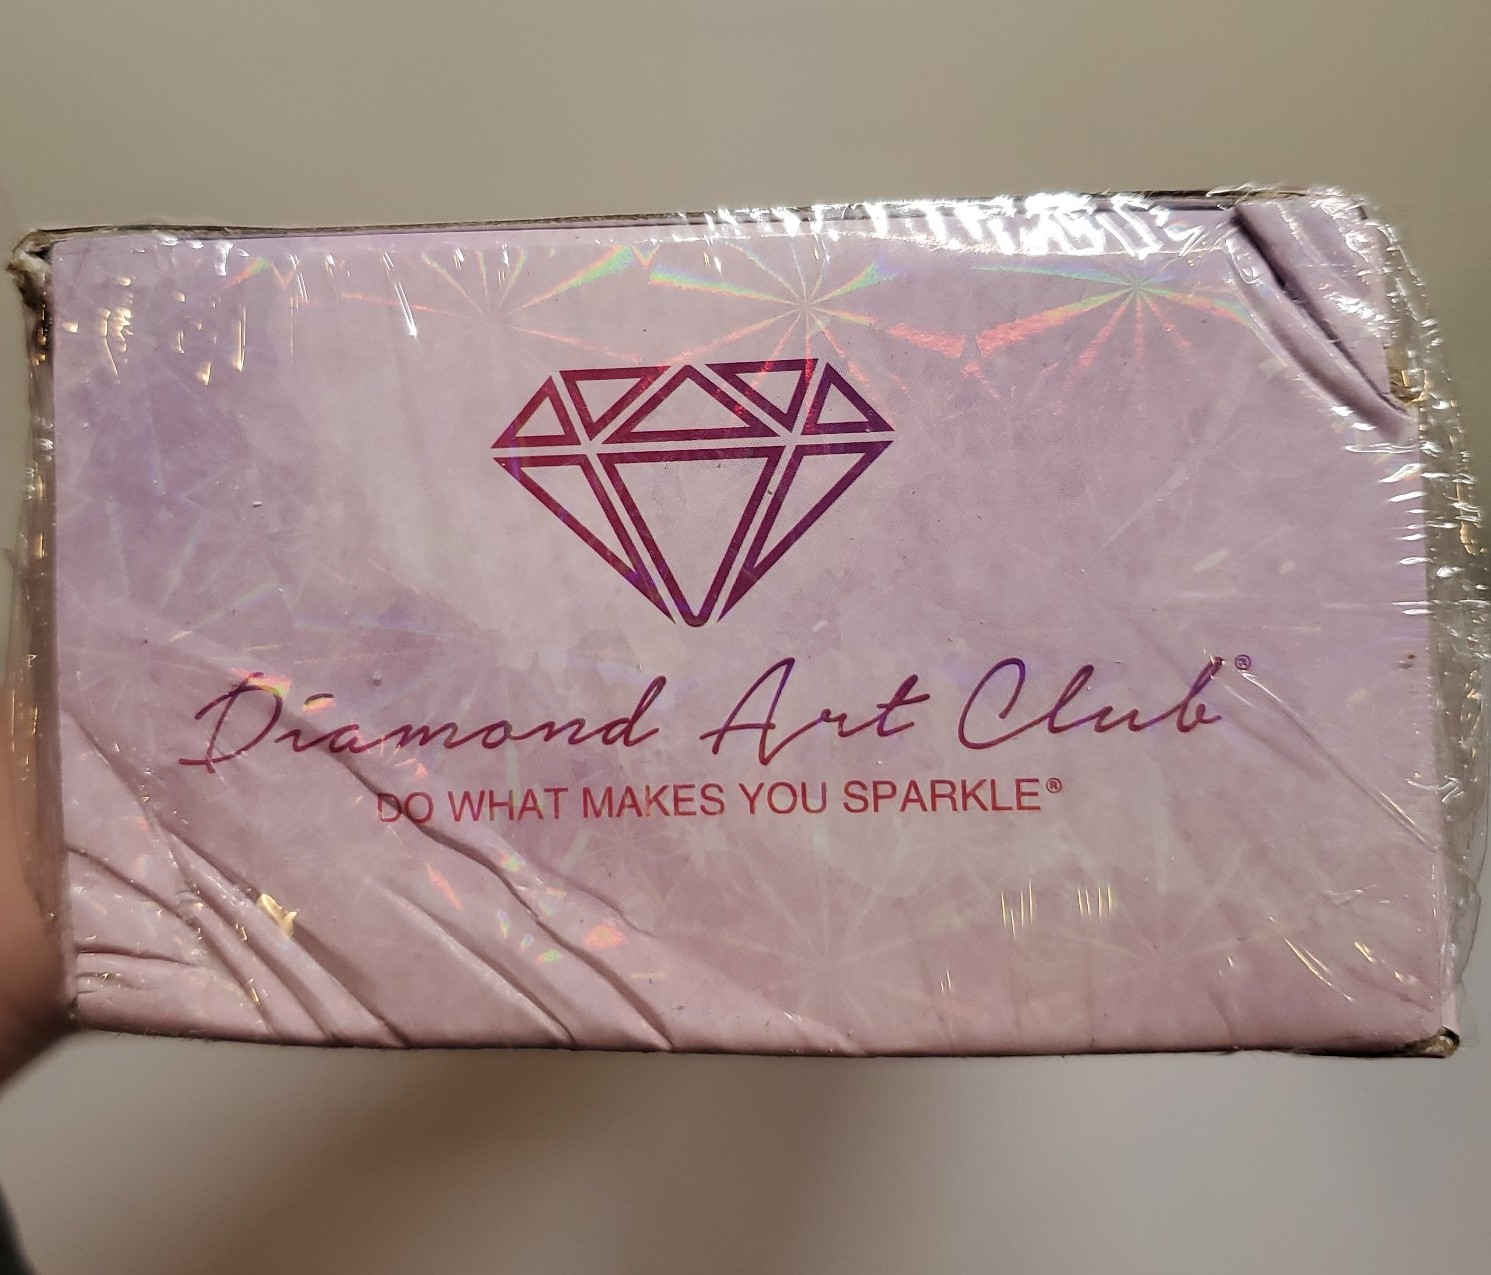 Diamond Art Club®
DO WHAT MAKES YOU SPARKLE®